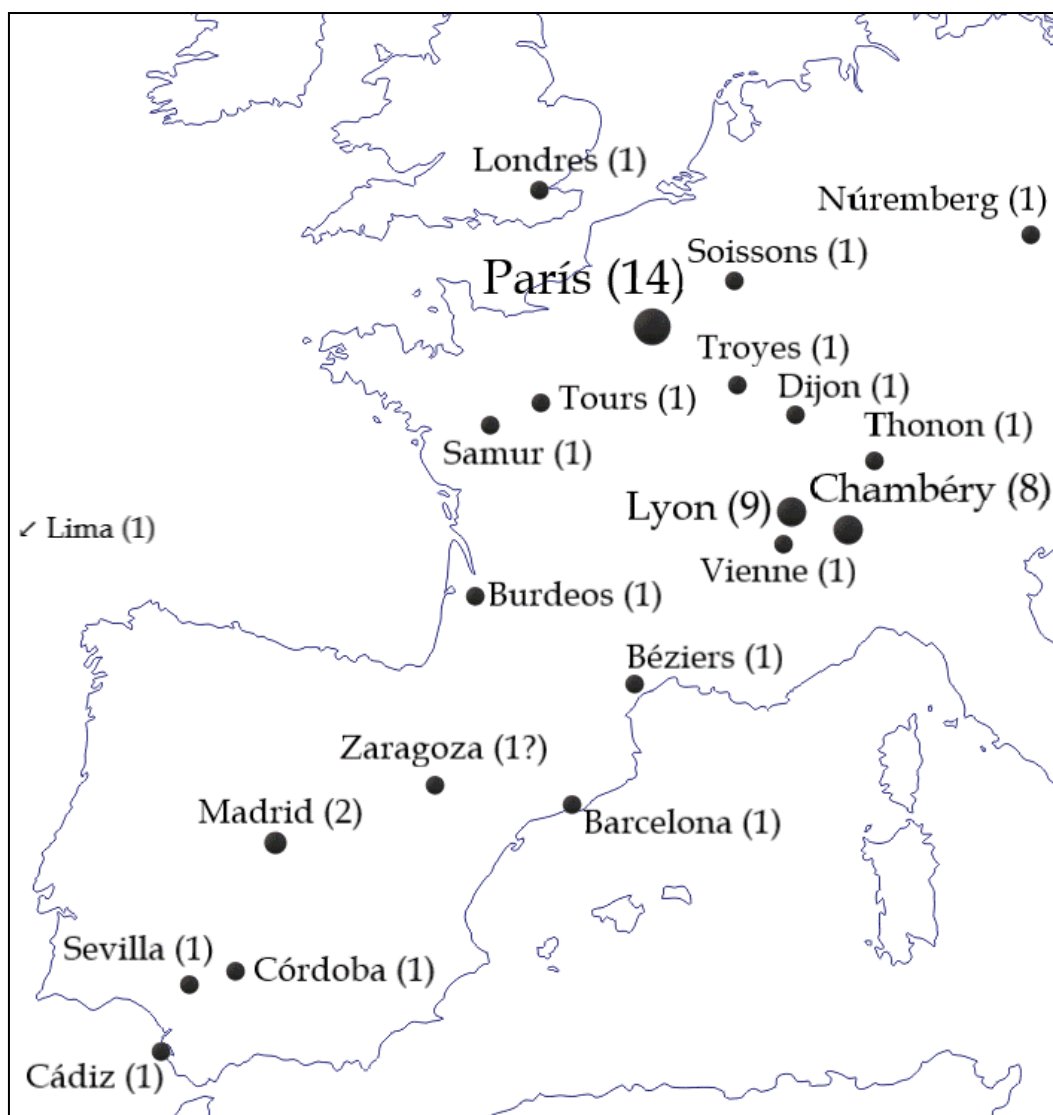 Londres (1)
Núremberg (1)
Soissons (1)
París (14)
Troyes (1)
Dijon (1)
Tours (1)
Thonon (1)
Samur (1)
Chambéry (8)
Lyon (9)
↙ Lima (1)
Vienne (1)
Burdeos (1)
Béziers (1)
Zaragoza (1?)
Madrid (2)
Barcelona (1)
Sevilla (1)
Córdoba (1)
Cádiz (1)